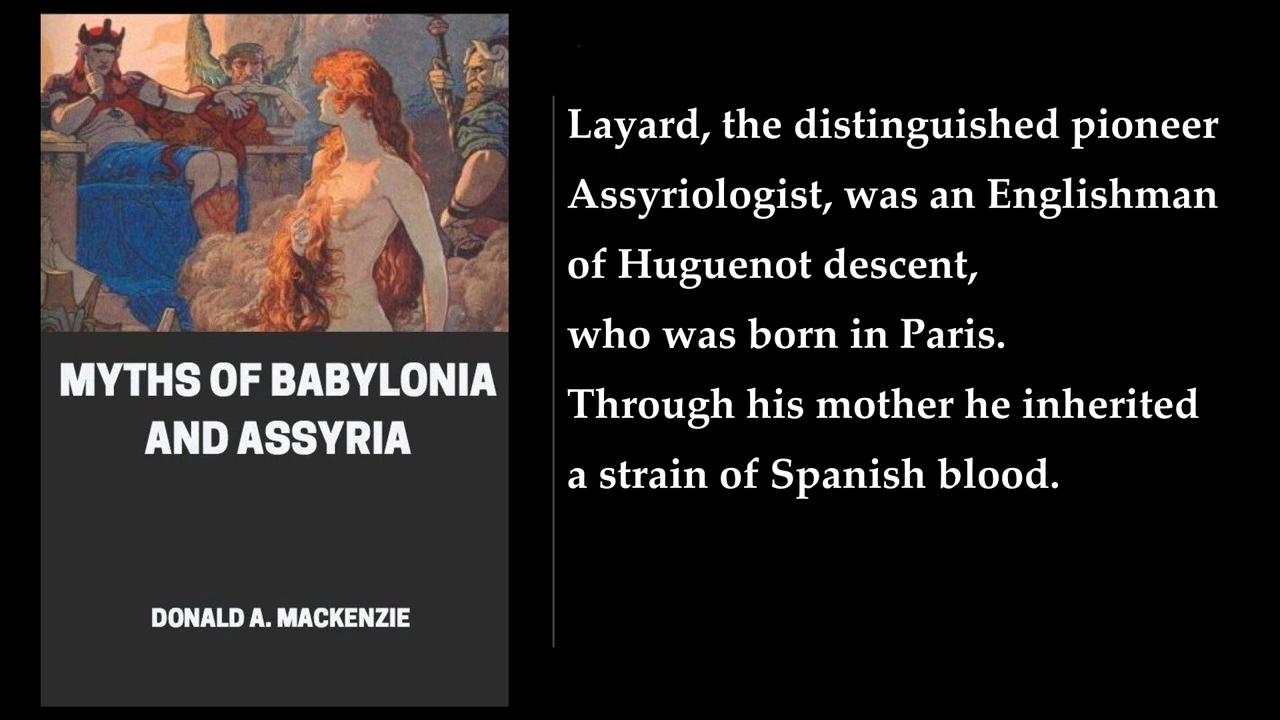 MYTHS OF BABYLONIA
AND ASSYRIA
DONALD A. MACKENZIE
Layard, the distinguished pioneer
Assyriologist, was an Englishman
of Huguenot descent,
who was born in Paris.
Through his mother he inherited
a strain of Spanish blood.